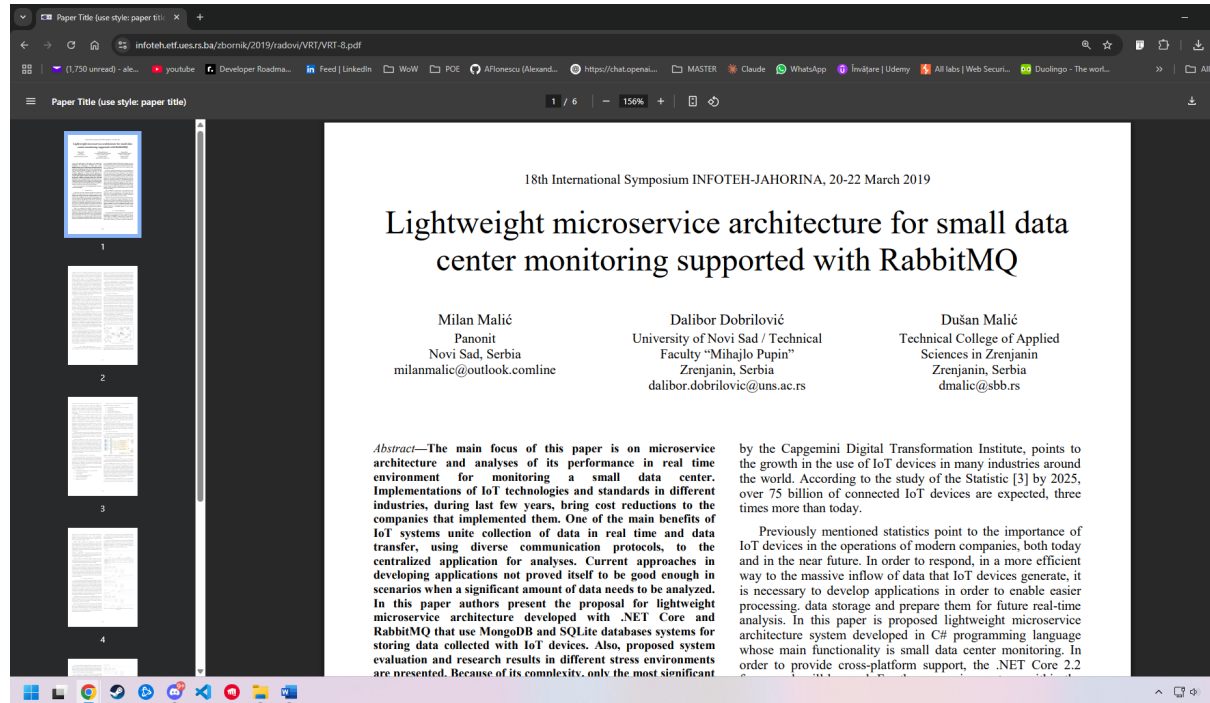 Paper Title (use style: paper titl
infoteh.etf.ues.rs.ba/zbornik/2019/radovi/VRT/VRT-8.pdf
(1,750 unread) - ale...
youtube
Developer Roadma...
Feed | LinkedIn
WoW
POE
AFIonescu (Alexand...
https://chat.openai....
MASTER
Claude
WhatsApp
Învățare | Udemy
All labs | Web Securi...
Duolingo - The worl...
»
All
Paper Title (use style: paper title)
1 / 6
156%
1
2
3
4
18th International Symposium INFOTEH-JAHORINA, 20-22 March 2019
Lightweight microservice architecture for small data
center monitoring supported with RabbitMQ
Milan Malić
Panonit
Novi Sad, Serbia
milanmalic@outlook.comline
Dalibor Dobrilović
University of Novi Sad / Technical
Faculty “Mihajlo Pupin”
Zrenjanin, Serbia
dalibor.dobrilovic@uns.ac.rs
Dušan Malić
Technical College of Applied
Sciences in Zrenjanin
Zrenjanin, Serbia
dmalic@sbb.rs
Abstract—The main focus of this paper is on microservice
architecture and analyses of its performance in real time
environment for monitoring a small data center.
Implementations of IoT technologies and standards in different
industries, during last few years, bring cost reductions to the
companies that implemented them. One of the main benefits of
IoT systems unite collection of data in real time and data
transfer, using diverse communication protocols, to the
centralized application for analyses. Current approaches in
developing applications not proved itself to be good enough in
scenarios when a significant amount of data needs to be analyzed.
In this paper authors present the proposal for lightweight
microservice architecture developed with .NET Core and
RabbitMQ that use MongoDB and SQLite databases systems for
storing data collected with IoT devices. Also, proposed system
evaluation and research results in different stress environments
are presented. Because of its complexity, only the most significant
by the Capgemini Digital Transformation Institute, points to
the growth in the use of IoT devices in many industries around
the world. According to the study of the Statistic [3] by 2025,
over 75 billion of connected IoT devices are expected, three
times more than today.
Previously mentioned statistics point to the importance of
IoT devices in the operations of modern companies, both today
and in the near future. In order to respond, in a more efficient
way to the massive inflow of data that IoT devices generate, it
is necessary to develop applications in order to enable easier
processing. data storage and prepare them for future real-time
analysis. In this paper is proposed lightweight microservice
architecture system developed in C# programming language
whose main functionality is small data center monitoring. In
order to provide cross-platform support, the .NET Core 2.2